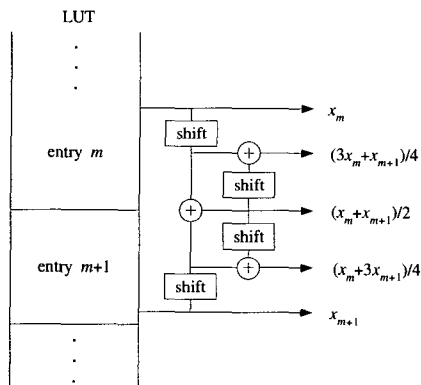 LUT
.
.
.
entry m
entry m+1
.
.
.
shift
+
shift
+
shift
+
shift
x_m
(3x_m+x_{m+1})/4
(x_m+x_{m+1})/2
(x_m+3x_{m+1})/4
x_{m+1}